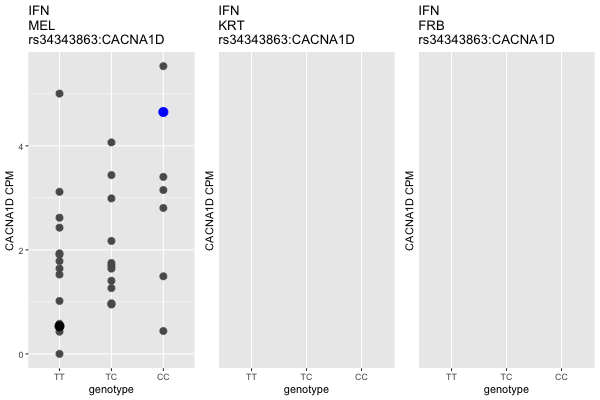 IFN
MEL
rs34343863:CACNA1D
IFN
KRT
rs34343863:CACNA1D
IFN
FRB
rs34343863:CACNA1D
CACNA1D CPM
4
2
0
TT TC CC
genotype
CACNA1D CPM
TT TC CC
genotype
CACNA1D CPM
TT TC CC
genotype